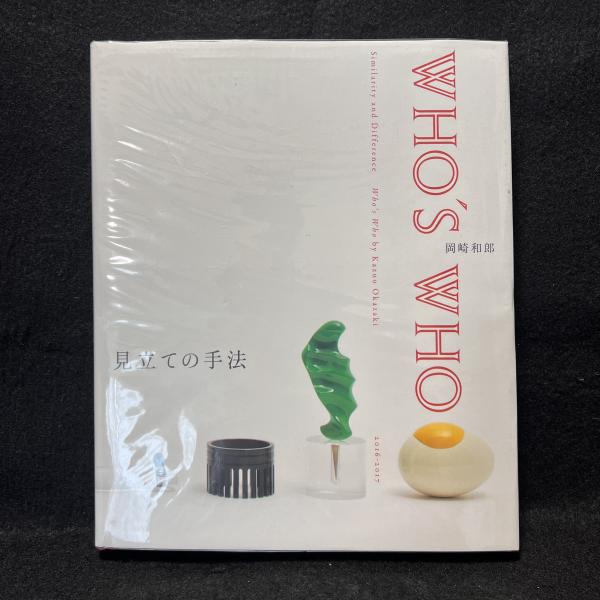 WHO'S WHO
岡崎和郎
Similarity and Difference Who's Who by Kazuo Okazaki
2016-2017
見立ての手法